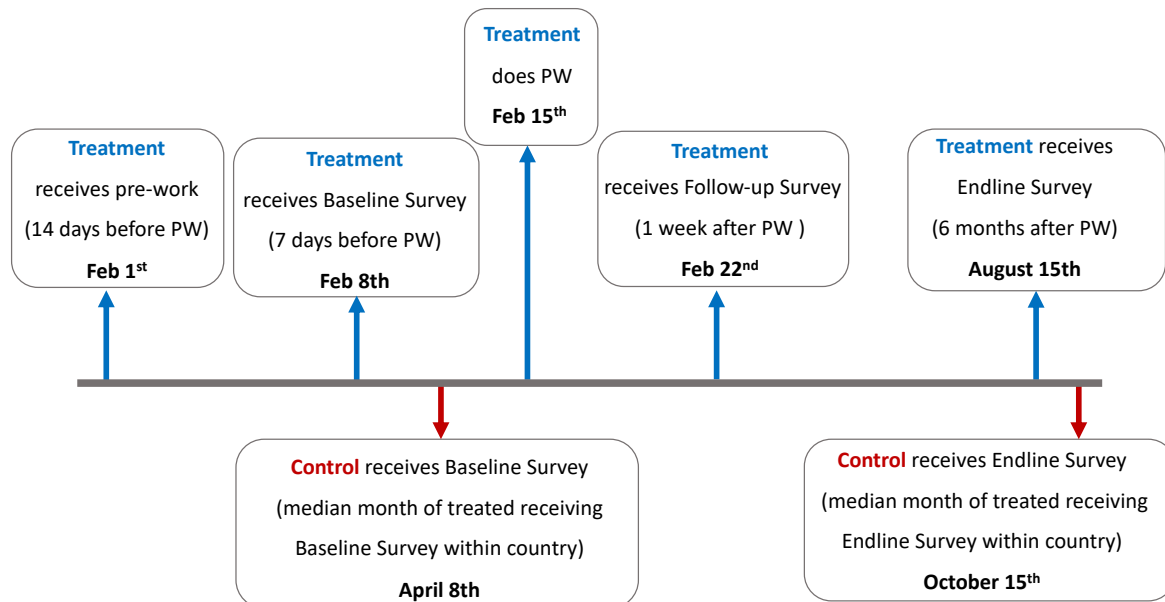 Treatment
does PW
Feb 15th
Treatment
receives pre-work
(14 days before PW)
Feb 1st
Treatment
receives Baseline Survey
(7 days before PW)
Feb 8th
Treatment
receives Follow-up Survey
(1 week after PW )
Feb 22nd
Treatment receives
Endline Survey
(6 months after PW)
August 15th
Control receives Baseline Survey
(median month of treated receiving
Baseline Survey within country)
April 8th
Control receives Endline Survey
(median month of treated receiving
Endline Survey within country)
October 15th